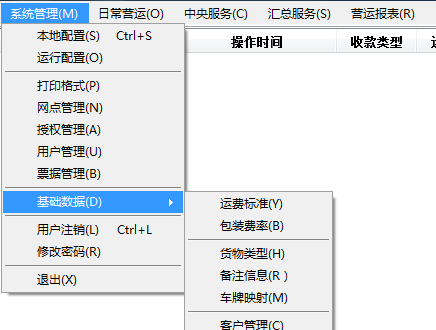 系统管理(M) 日常营运(O) 中央服务(C) 汇总服务(S) 营运报表(R)
操作时间 收款类型
本地配置(S) Ctrl+S
运行配置(O)
打印格式(P)
网点管理(N)
授权管理(A)
用户管理(U)
票据管理(B)
基础数据(D)
用户注销(L) Ctrl+L
修改密码(R)
退出(X)
运费标准(Y)
包装费率(B)
货物类型(H)
备注信息(R )
车牌映射(M)
客户管理(C)